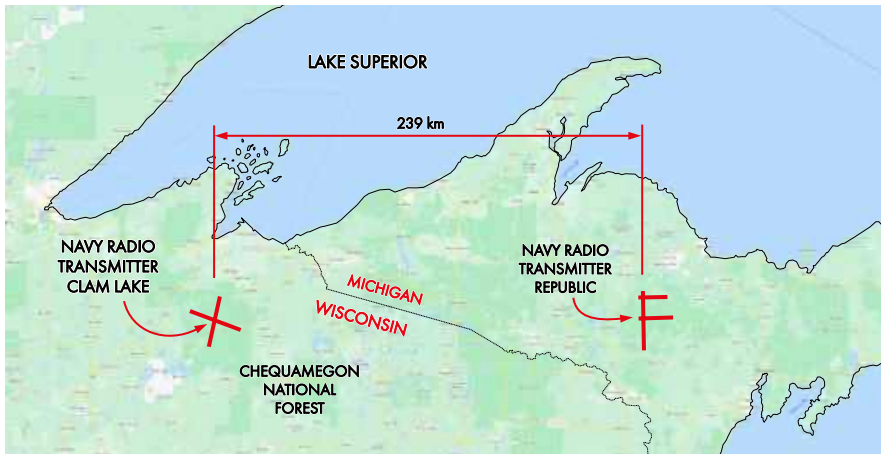 LAKE SUPERIOR
239 km
NAVY RADIO
TRANSMITTER
CLAM LAKE
NAVY RADIO
TRANSMITTER
REPUBLIC
MICHIGAN
WISCONSIN
CHEQUAMEGON
NATIONAL
FOREST